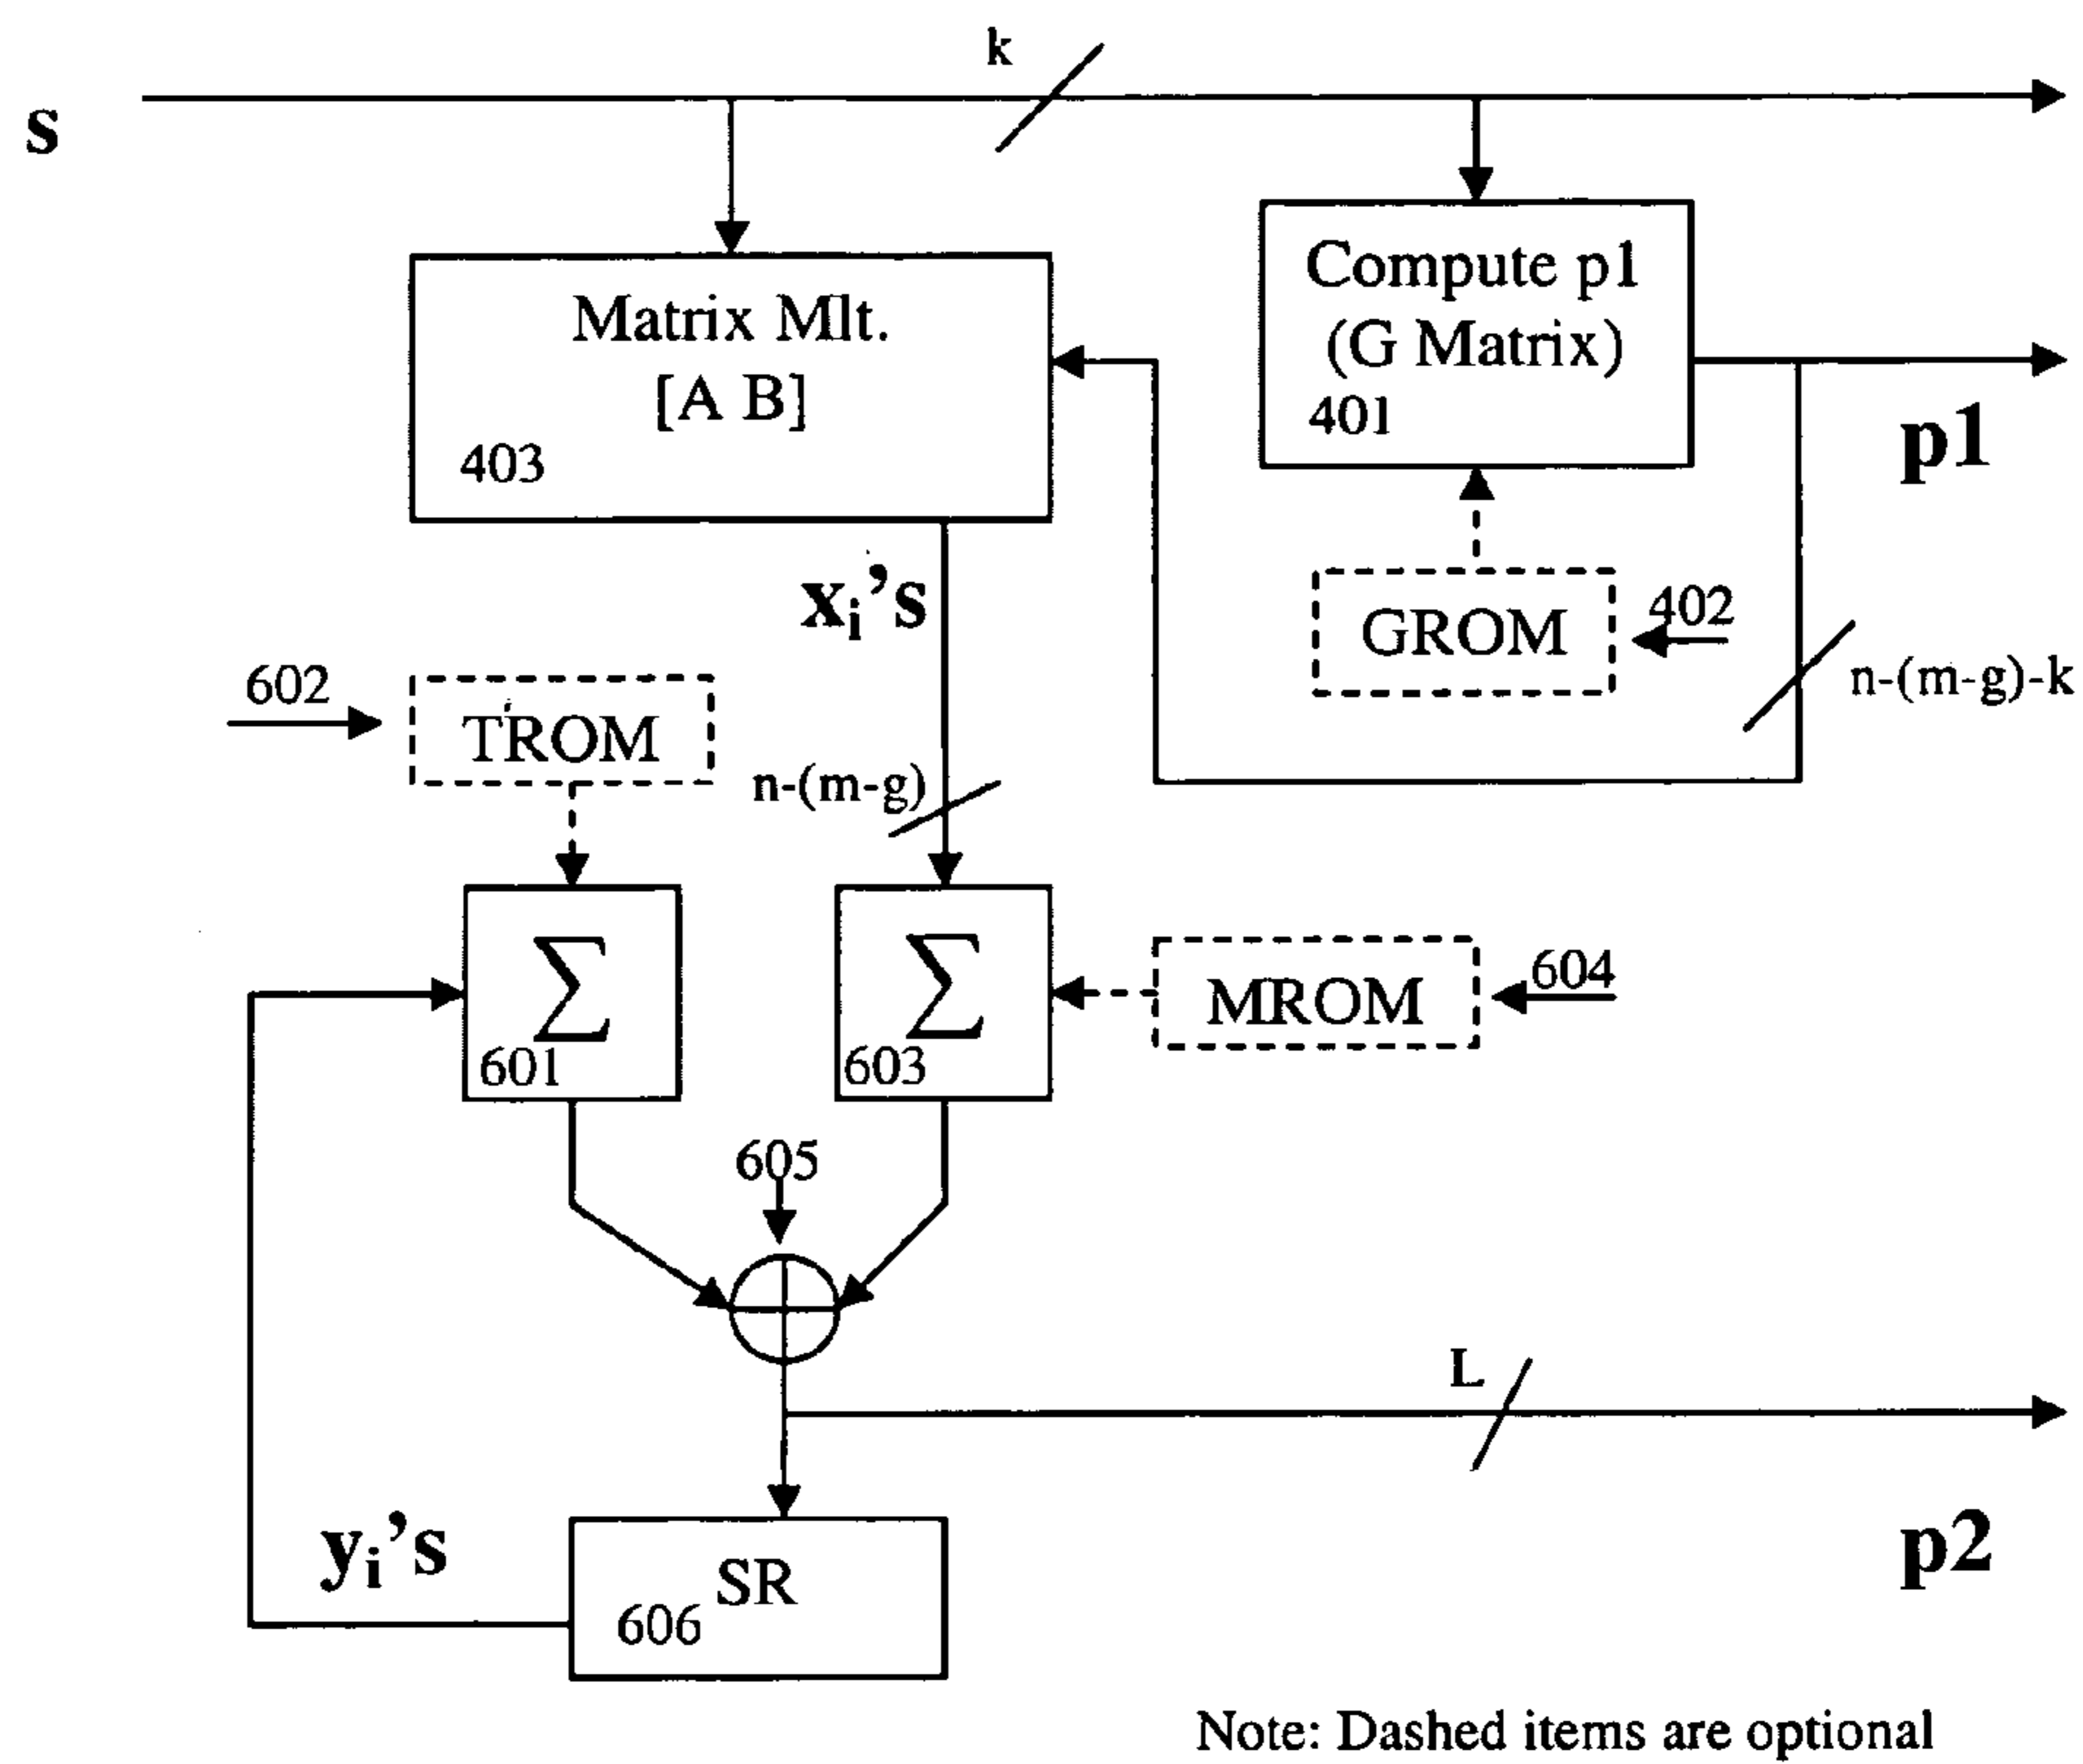 k
s
Compute p1
(G Matrix)
401
Matrix Mlt.
[A B]
403
p1
xi's
GROM
402
n-(m-g)-k
602
TROM
n-(m-g)
Σ
601
Σ
603
MROM
604
605
L
yi's
SR
606
p2
Note: Dashed items are optional